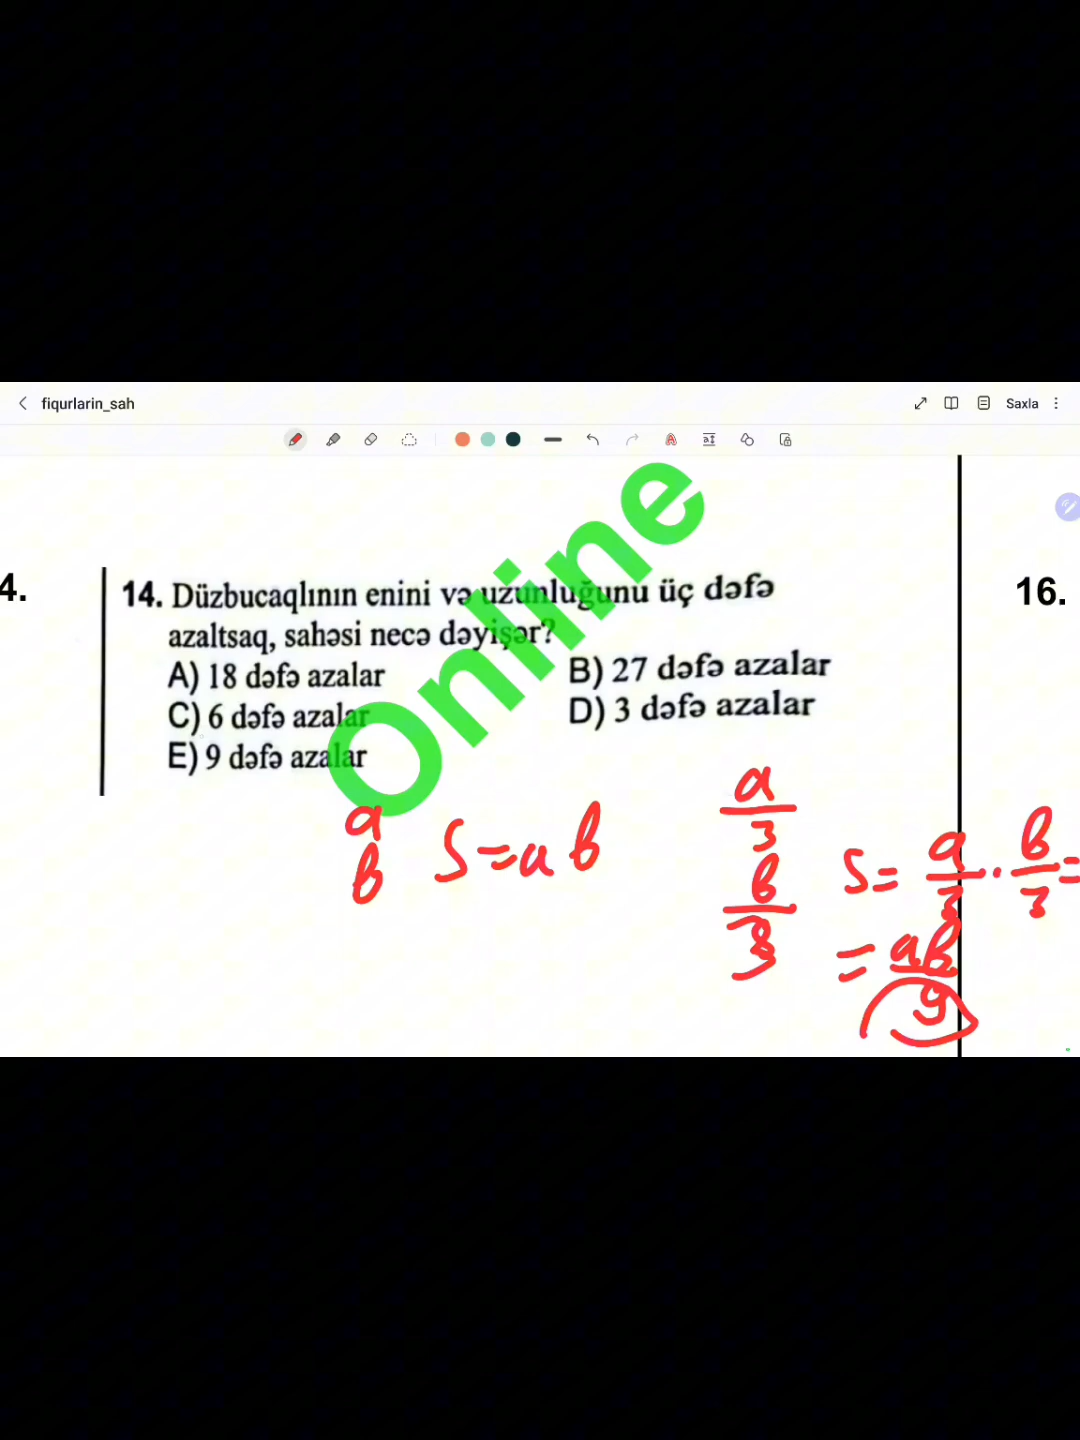 fiqurlarin_sah
Saxla
4.
14. Düzbucaqlının enini və uzunluğunu üç dəfə
azaltsaq, sahəsi necə dəyişər?
A) 18 dəfə azalar
B) 27 dəfə azalar
C) 6 dəfə azalar
D) 3 dəfə azalar
E) 9 dəfə azalar
16.
Online
a
b
S=ab
a/3
b/3
S= a/3 · b/3 =
= ab/9